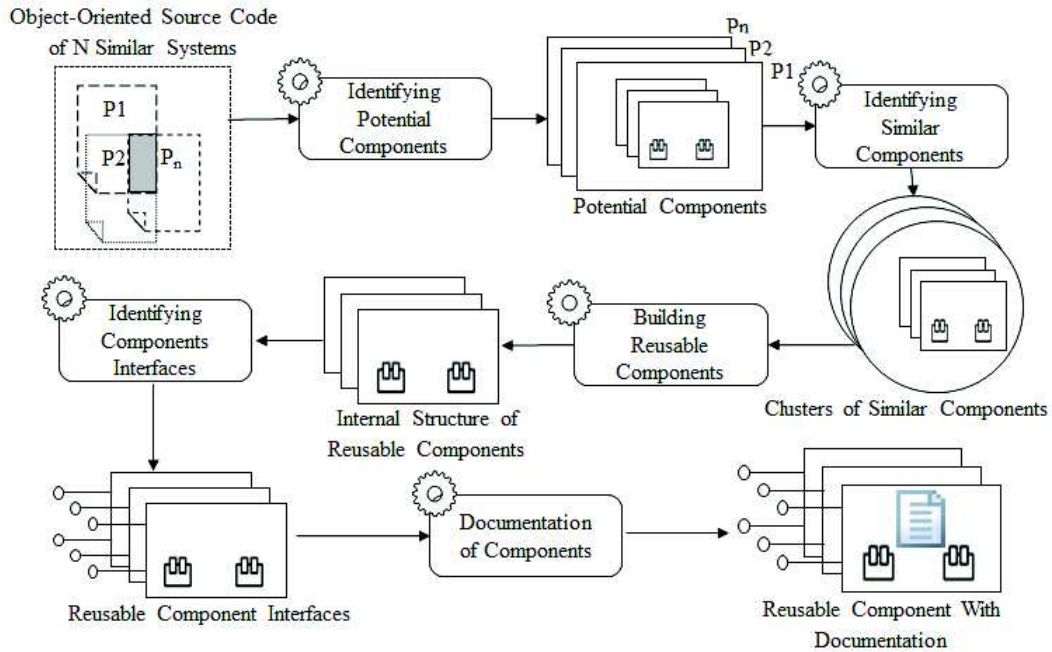 Object-Oriented Source Code
of N Similar Systems
P1
P2
Pn
Identifying
Potential
Components
Pn
P2
P1
Potential Components
Identifying
Similar
Components
Clusters of Similar Components
Building
Reusable
Components
Internal Structure of
Reusable Components
Identifying
Components
Interfaces
Reusable Component Interfaces
Documentation
of Components
Reusable Component With
Documentation